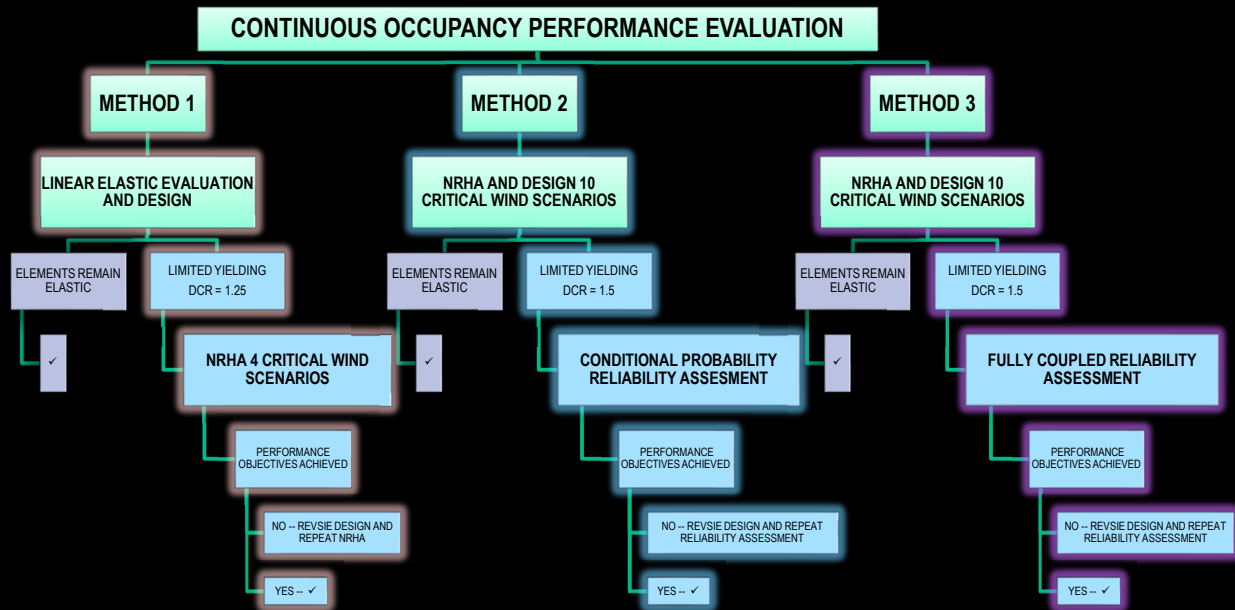 CONTINUOUS OCCUPANCY PERFORMANCE EVALUATION
METHOD 1
LINEAR ELASTIC EVALUATION
AND DESIGN
ELEMENTS REMAIN
ELASTIC
✓
LIMITED YIELDING
DCR = 1.25
NRHA 4 CRITICAL WIND
SCENARIOS
PERFORMANCE
OBJECTIVES ACHIEVED
NO -- REVSIE DESIGN AND
REPEAT NRHA
YES -- ✓
METHOD 2
NRHA AND DESIGN 10
CRITICAL WIND SCENARIOS
ELEMENTS REMAIN
ELASTIC
✓
LIMITED YIELDING
DCR = 1.5
CONDITIONAL PROBABILITY
RELIABILITY ASSESMENT
PERFORMANCE
OBJECTIVES ACHIEVED
NO -- REVSIE DESIGN AND REPEAT
RELIABILITY ASSESSMENT
YES -- ✓
METHOD 3
NRHA AND DESIGN 10
CRITICAL WIND SCENARIOS
ELEMENTS REMAIN
ELASTIC
✓
LIMITED YIELDING
DCR = 1.5
FULLY COUPLED RELIABILITY
ASSESSMENT
PERFORMANCE
OBJECTIVES ACHIEVED
NO -- REVSIE DESIGN AND REPEAT
RELIABILITY ASSESSMENT
YES -- ✓